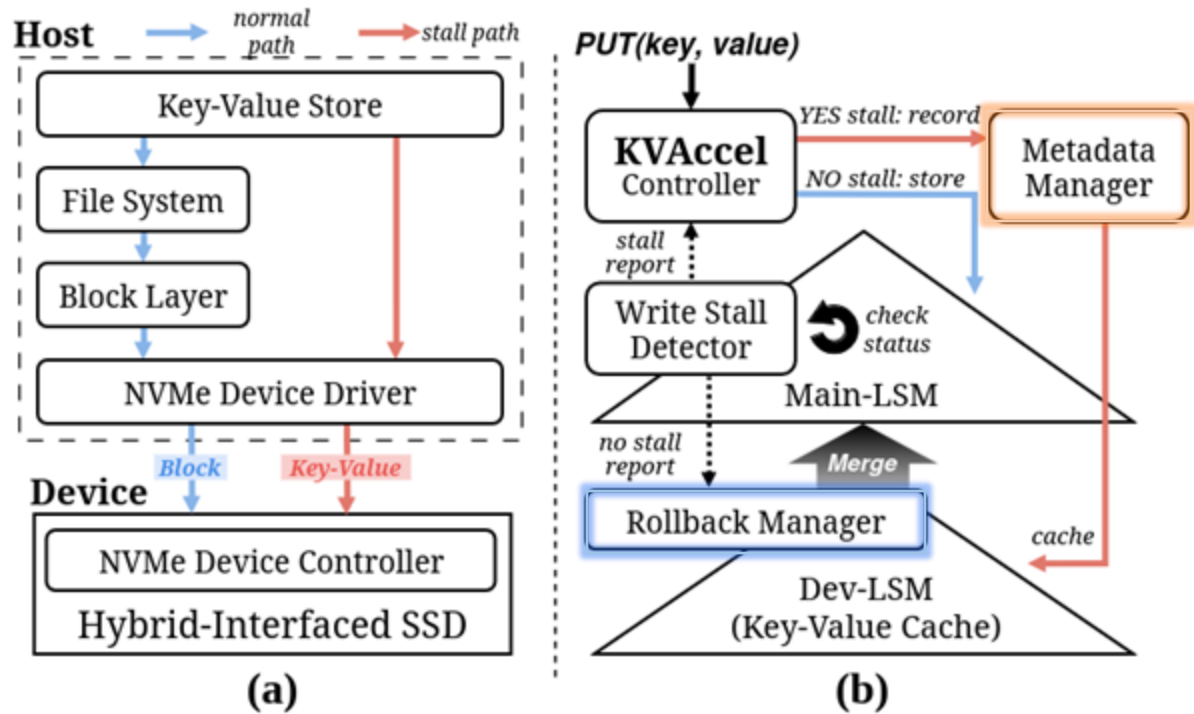 Host
normal
path
stall path
Key-Value Store
File System
Block Layer
NVMe Device Driver
Block
Key-Value
Device
NVMe Device Controller
Hybrid-Interfaced SSD
(a)
PUT(key, value)
KVAccel
Controller
YES stall: record
NO stall: store
Metadata
Manager
stall
report
Write Stall
Detector
check
status
Main-LSM
no stall
report
Merge
Rollback Manager
cache
Dev-LSM
(Key-Value Cache)
(b)